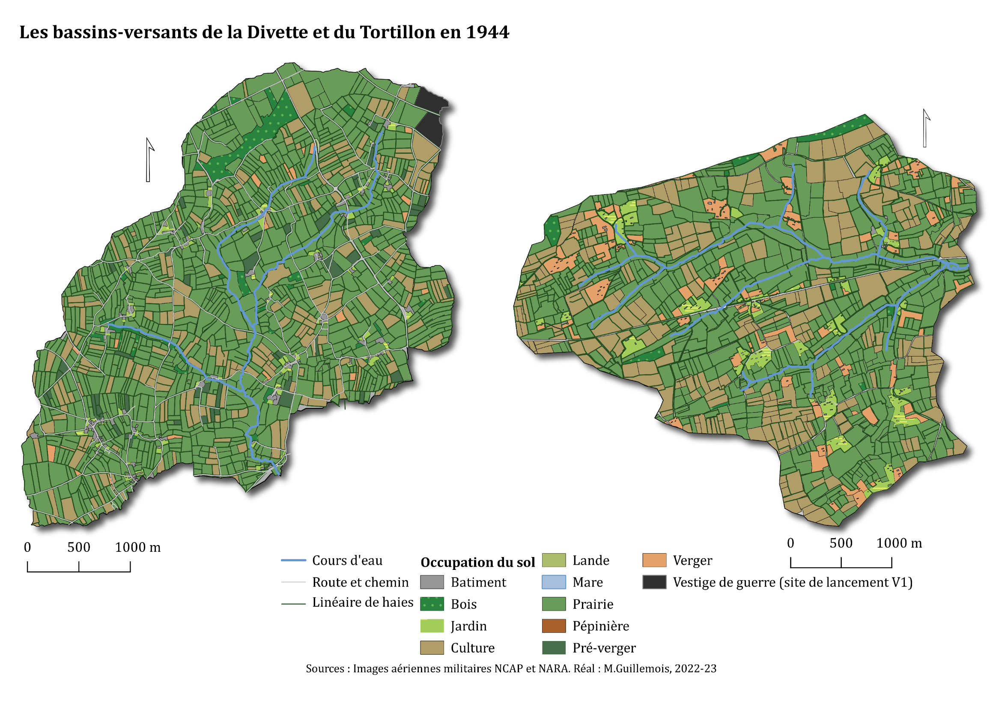 Les bassins-versants de la Divette et du Tortillon en 1944
0 500 1000 m
0 500 1000 m
Cours d'eau
Route et chemin
Linéaire de haies
Occupation du sol
Batiment
Bois
Jardin
Culture
Lande
Mare
Prairie
Pépinière
Pré-verger
Verger
Vestige de guerre (site de lancement V1)
Sources : Images aériennes militaires NCAP et NARA. Réal : M.Guillemois, 2022-23